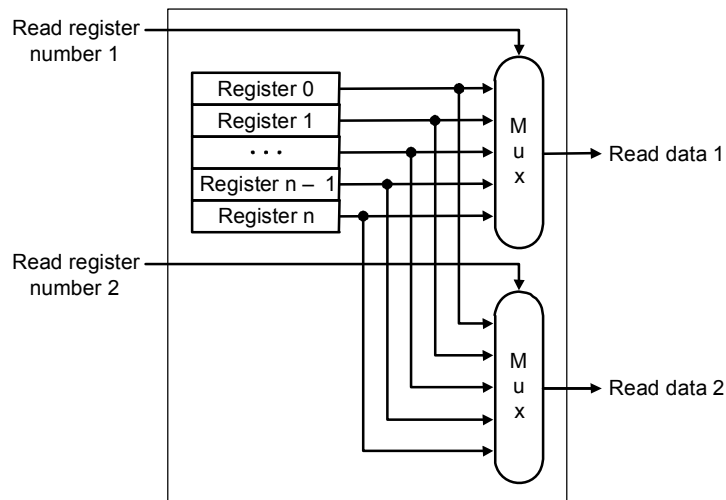 Read register
number 1
Register 0
Register 1
· · ·
Register n – 1
Register n
M
u
x
Read data 1
Read register
number 2
M
u
x
Read data 2